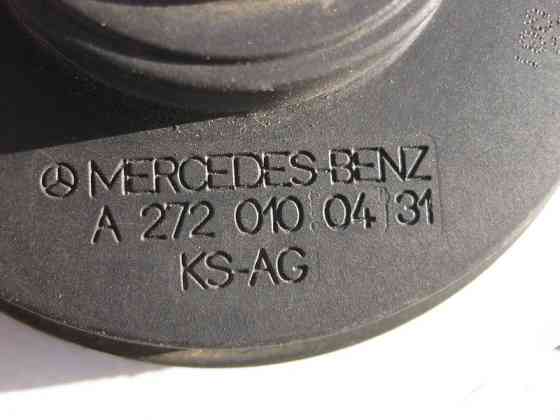 MERCEDES-BENZ
A 272 010 04 31
KS-AG